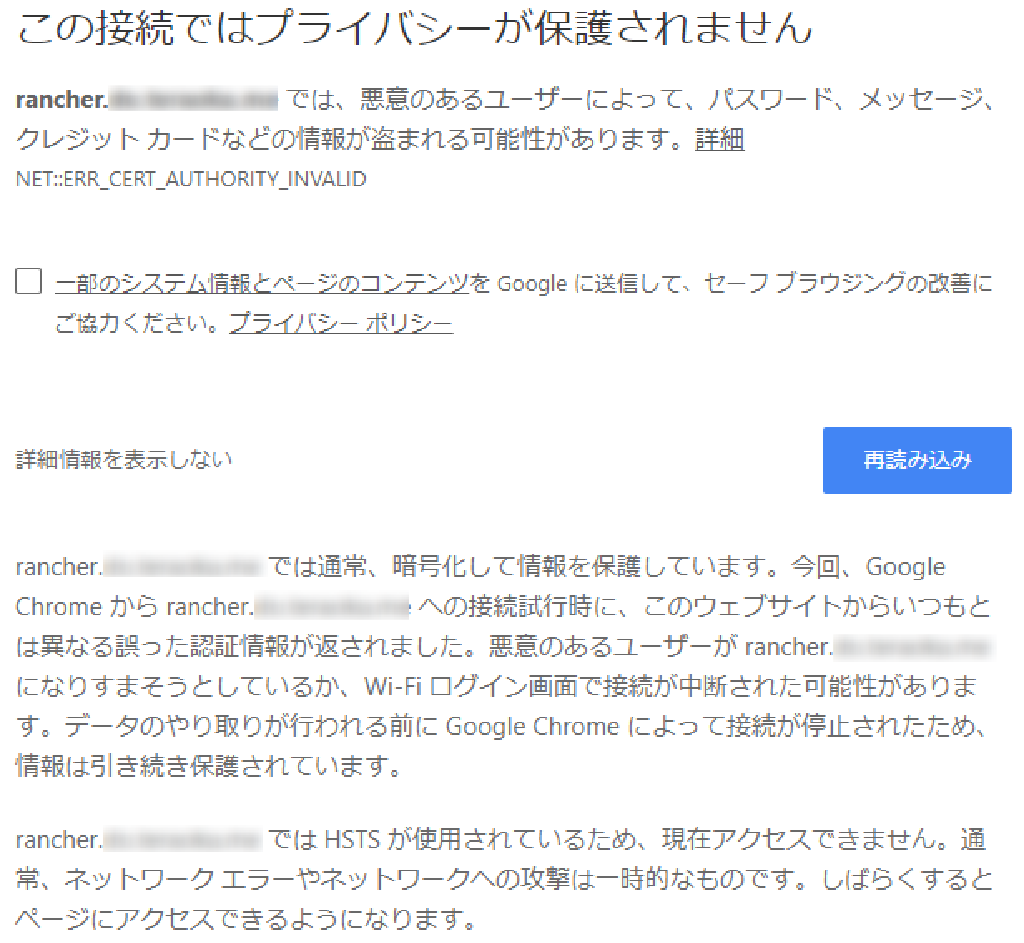 この接続ではプライバシーが保護されません
rancher. では、悪意のあるユーザーによって、パスワード、メッセージ、
クレジット カードなどの情報が盗まれる可能性があります。詳細
NET::ERR_CERT_AUTHORITY_INVALID
一部のシステム情報とページのコンテンツを Google に送信して、セーフ ブラウジングの改善に
ご協力ください。プライバシー ポリシー
詳細情報を表示しない
再読み込み
rancher. では通常、暗号化して情報を保護しています。今回、Google
Chrome から rancher. への接続試行時に、このウェブサイトからいつもと
は異なる誤った認証情報が返されました。悪意のあるユーザーが rancher.
になりすまそうとしているか、Wi-Fi ログイン画面で接続が中断された可能性がありま
す。データのやり取りが行われる前に Google Chrome によって接続が停止されたため、
情報は引き続き保護されています。
rancher. では HSTS が使用されているため、現在アクセスできません。通
常、ネットワーク エラーやネットワークへの攻撃は一時的なものです。しばらくすると
ページにアクセスできるようになります。